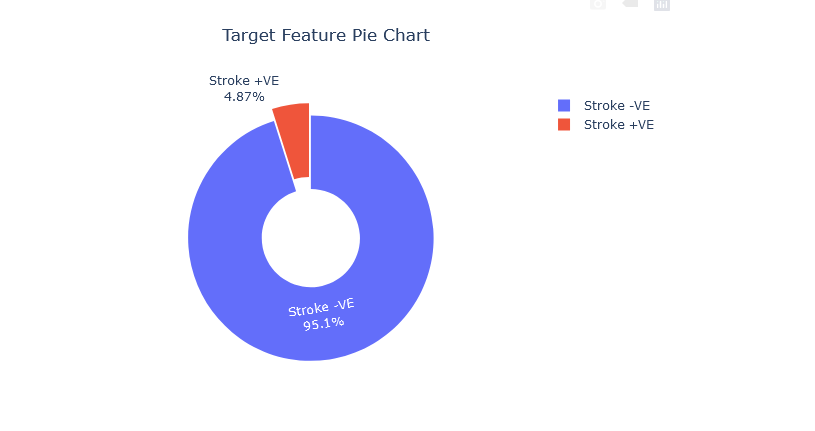 Target Feature Pie Chart
Stroke +VE
4.87%
Stroke -VE
Stroke +VE
Stroke -VE
95.1%